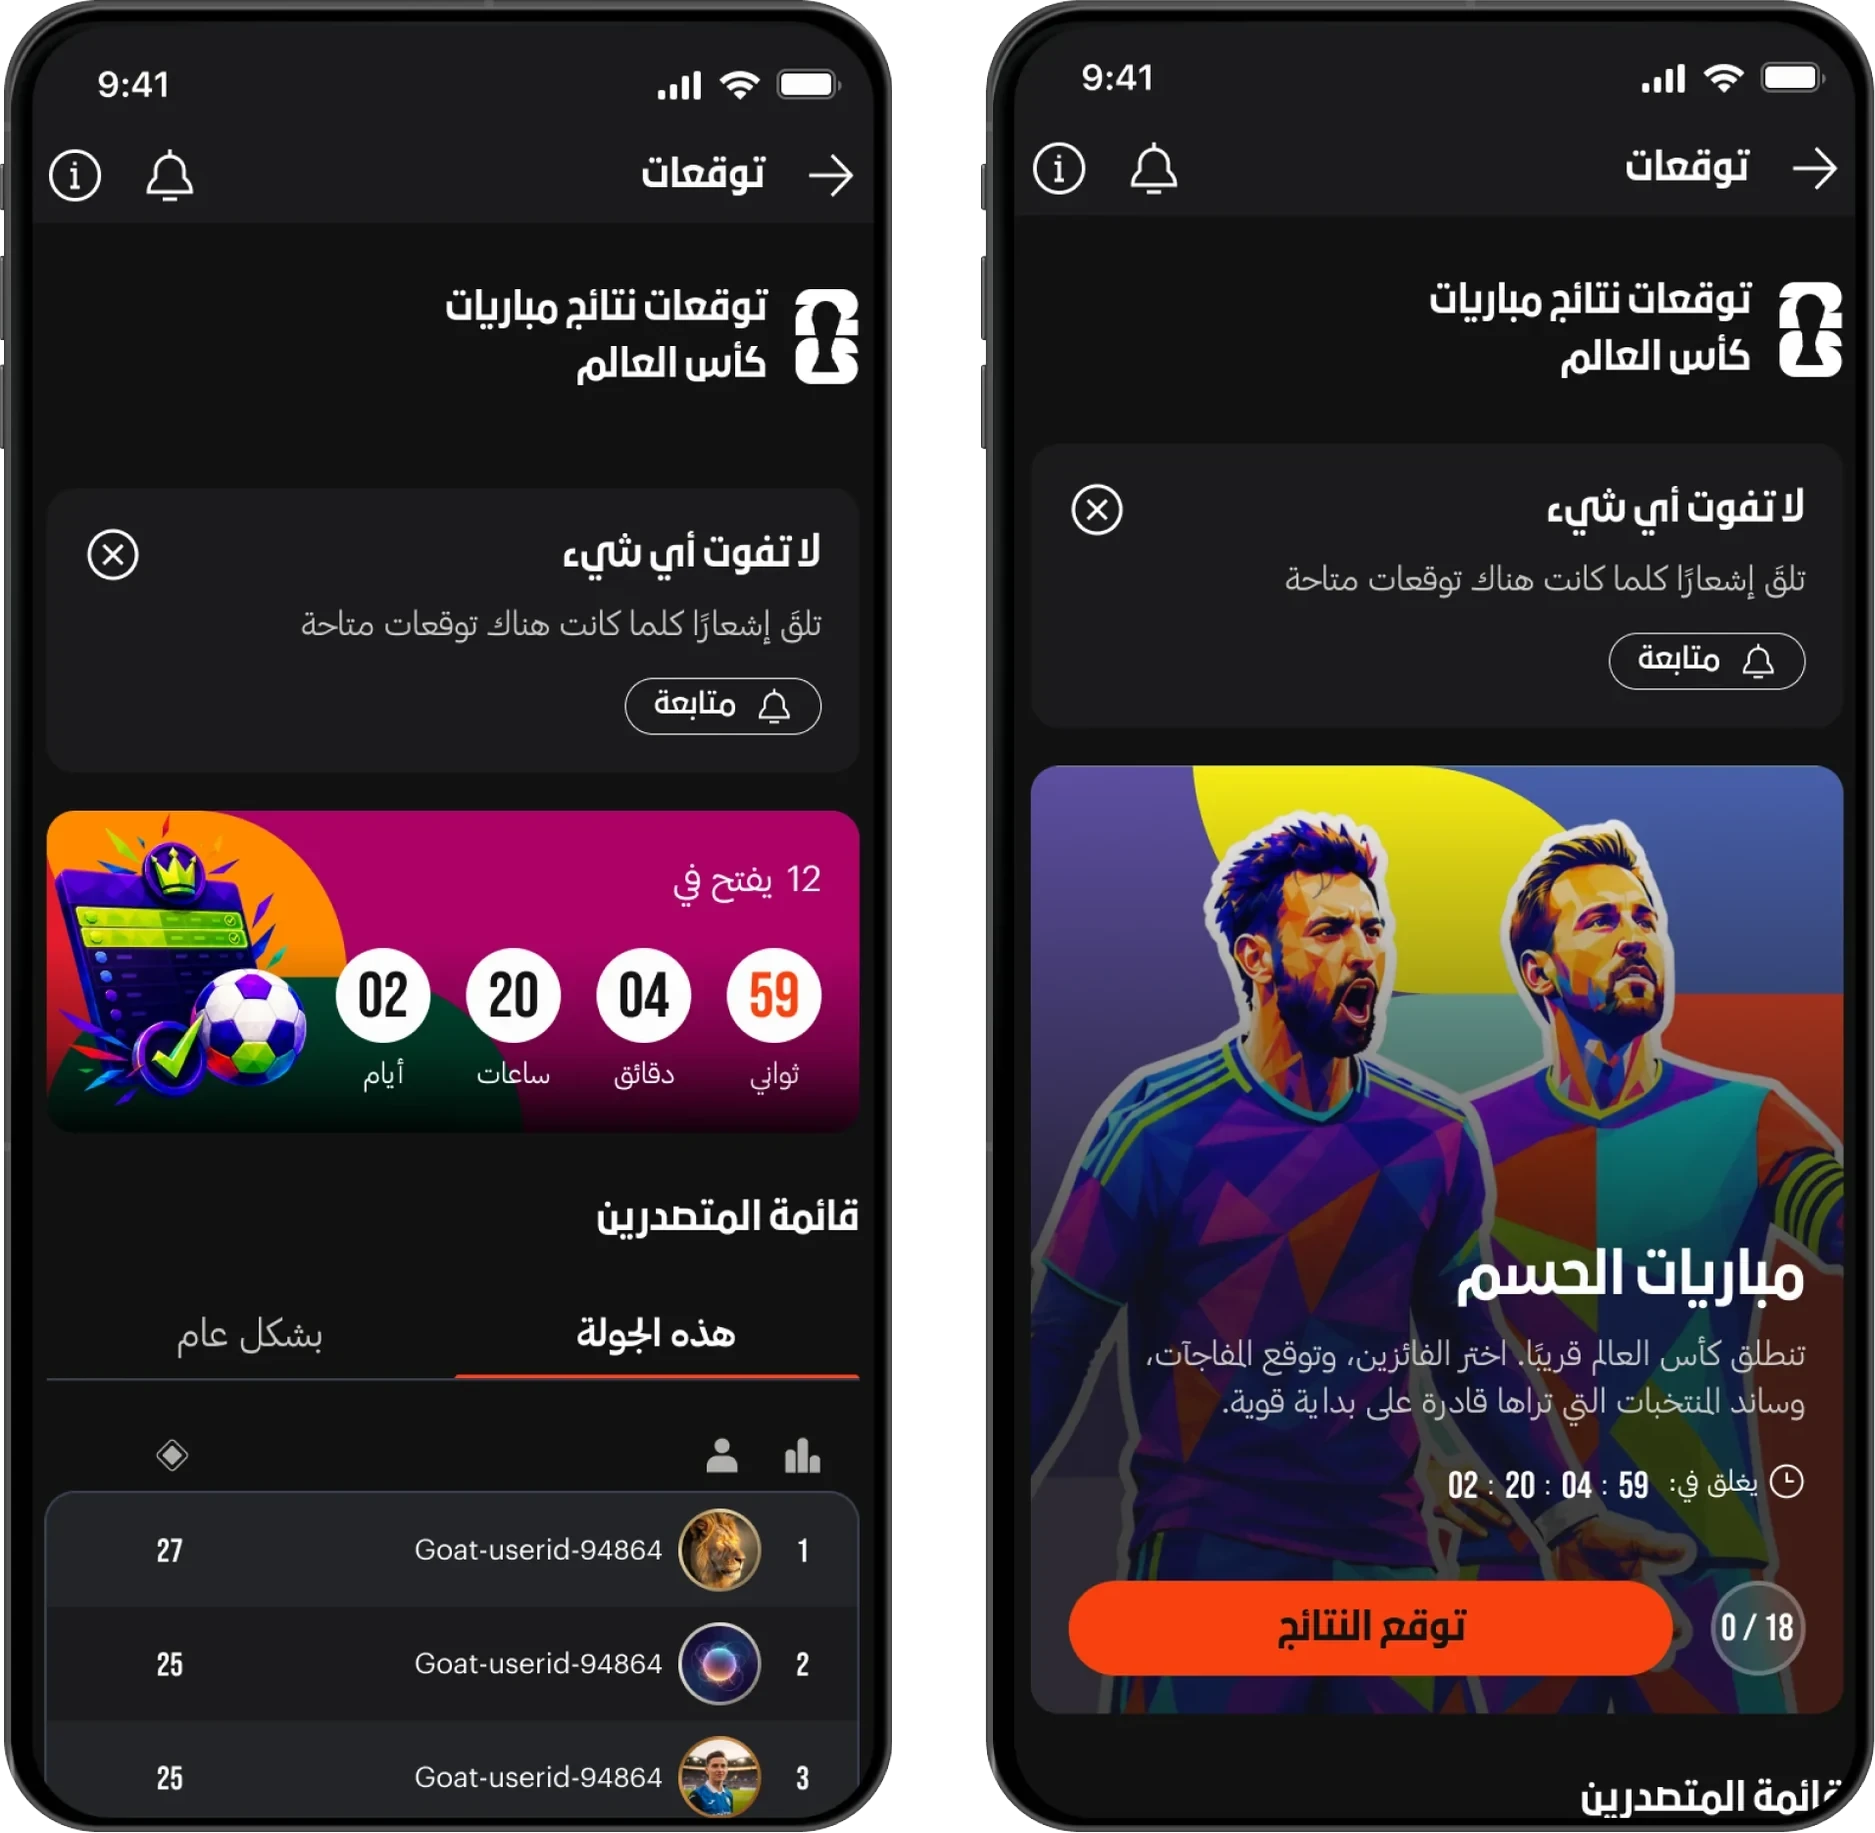 9:41
توقعات
توقعات نتائج مباريات
كأس العالم
لا تفوت أي شيء
تلقَ إشعارًا كلما كانت هناك توقعات متاحة
متابعة
12 يفتح في
59 04 20 02
ثواني دقائق ساعات أيام
قائمة المتصدرين
هذه الجولة بشكل عام
1 Goat-userid-94864 27
2 Goat-userid-94864 25
3 Goat-userid-94864 25
9:41
توقعات
توقعات نتائج مباريات
كأس العالم
لا تفوت أي شيء
تلقَ إشعارًا كلما كانت هناك توقعات متاحة
متابعة
مباريات الحسم
تنطلق كأس العالم قريبًا. اختر الفائزين، وتوقع المفاجآت،
وساند المنتخبات التي تراها قادرة على بداية قوية.
يغلق في: 59 : 04 : 20 : 02
0 / 18 توقع النتائج
قائمة المتصدرين